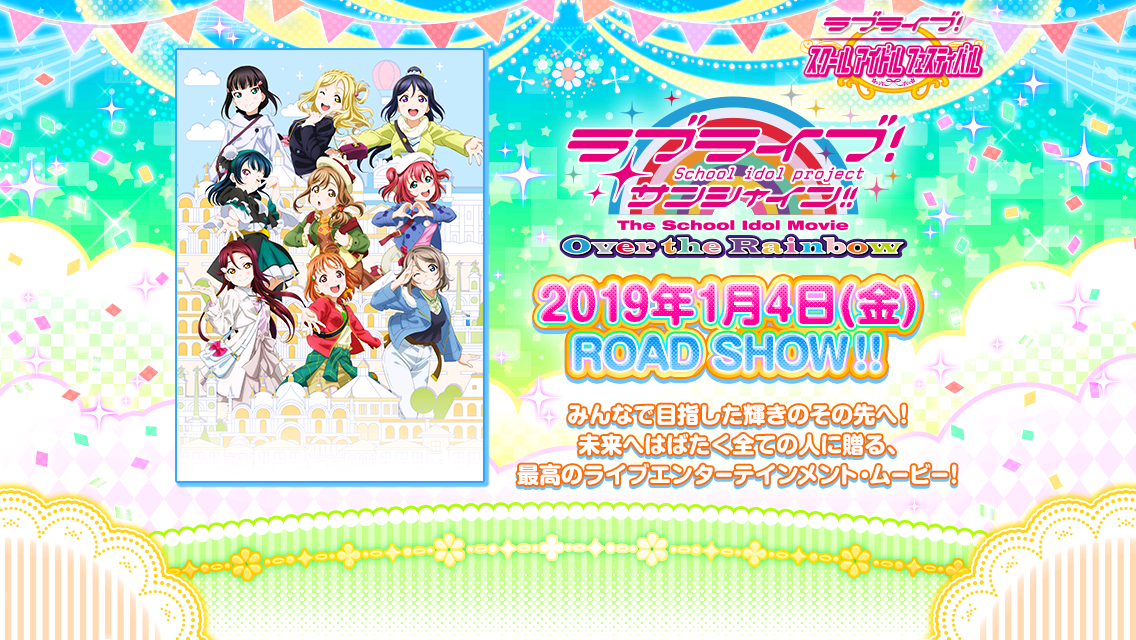 ラブライブ!
スクールアイドルフェスティバル
ラブライブ!
School idol project
サンシャイン!!
The School Idol Movie
Over the Rainbow
2019年1月4日(金)
ROAD SHOW!!
みんなで目指した輝きのその先へ!
未来へはばたく全ての人に贈る、
最高のライブエンターテインメント・ムービー!